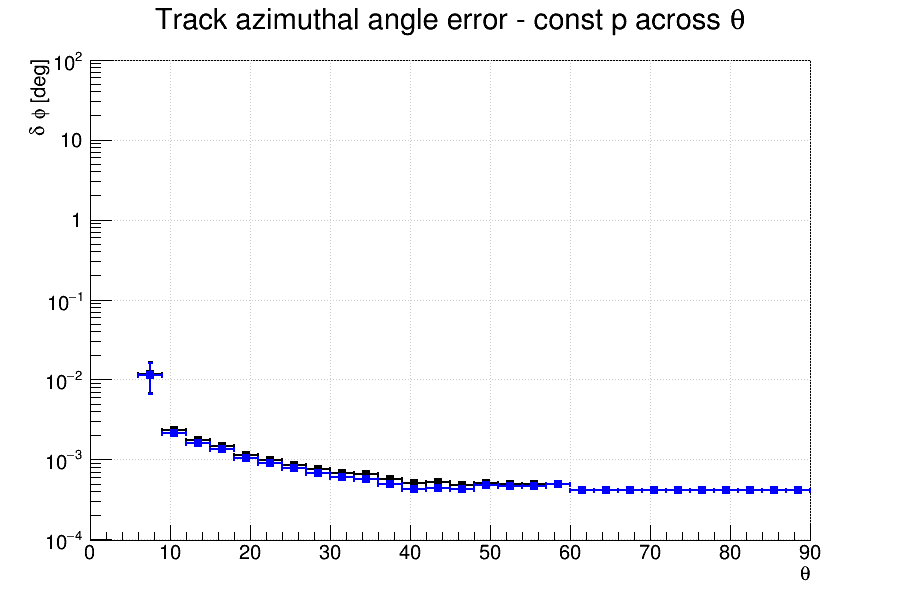 Track azimuthal angle error - const p across θ
δ ϕ [deg]
10²
10
1
10⁻¹
10⁻²
10⁻³
10⁻⁴
0 10 20 30 40 50 60 70 80 90
θ